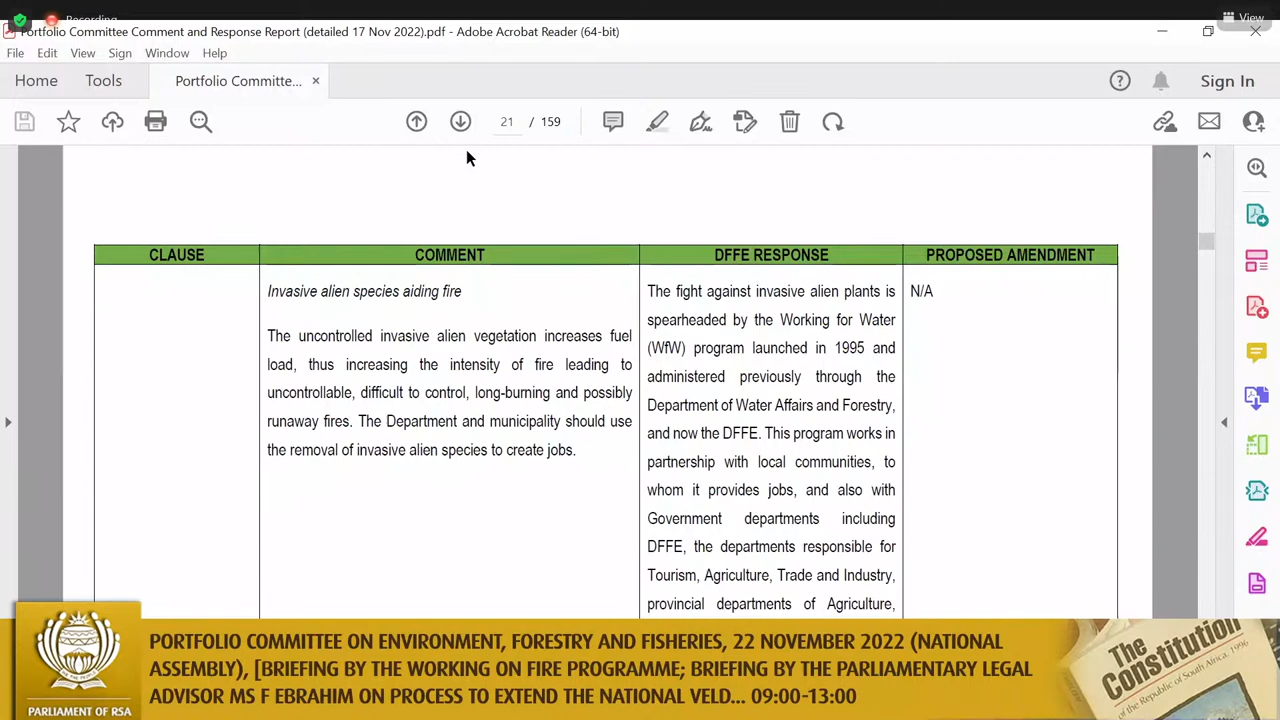 Recording
View
Portfolio Committee Comment and Response Report (detailed 17 Nov 2022).pdf - Adobe Acrobat Reader (64-bit)
File Edit View Sign Window Help
Home Tools Portfolio Committe... × Sign In
21 / 159
CLAUSE COMMENT DFFE RESPONSE PROPOSED AMENDMENT
Invasive alien species aiding fire
The uncontrolled invasive alien vegetation increases fuel
load, thus increasing the intensity of fire leading to
uncontrollable, difficult to control, long-burning and possibly
runaway fires. The Department and municipality should use
the removal of invasive alien species to create jobs.
The fight against invasive alien plants is
spearheaded by the Working for Water
(WfW) program launched in 1995 and
administered previously through the
Department of Water Affairs and Forestry,
and now the DFFE. This program works in
partnership with local communities, to
whom it provides jobs, and also with
Government departments including
DFFE, the departments responsible for
Tourism, Agriculture, Trade and Industry,
provincial departments of Agriculture,
N/A
PORTFOLIO COMMITTEE ON ENVIRONMENT, FORESTRY AND FISHERIES, 22 NOVEMBER 2022 (NATIONAL
ASSEMBLY), [BRIEFING BY THE WORKING ON FIRE PROGRAMME; BRIEFING BY THE PARLIAMENTARY LEGAL
ADVISOR MS F EBRAHIM ON PROCESS TO EXTEND THE NATIONAL VELD... 09:00-13:00
PARLIAMENT OF RSA
The
Constitution
of the Republic of South Africa, 1996